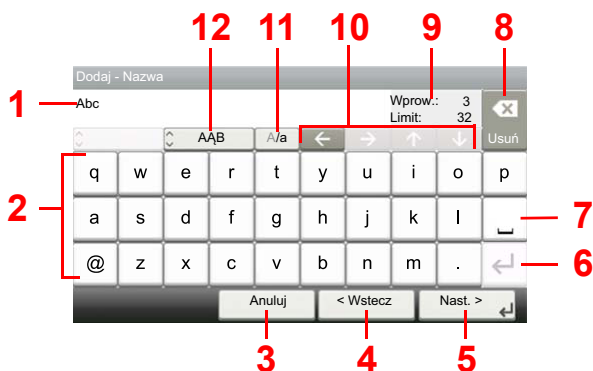 12 11 10 9 8
Dodaj - Nazwa
1 Abc Wprow.: 3
Limit: 32
AĄB A/a ← → ↑ ↓ Usuń
2 q w e r t y u i o p
a s d f g h j k l 7
@ z x c v b n m . 6
Anuluj < Wstecz Nast. >
3 4 5